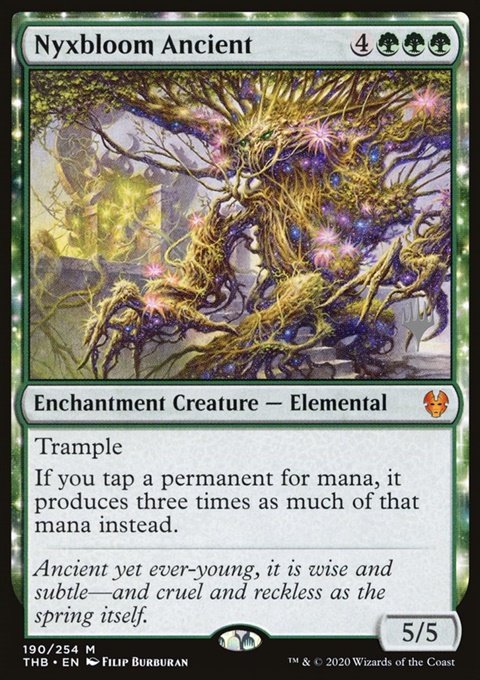 Nyxbloom Ancient 4
Enchantment Creature — Elemental
Trample
If you tap a permanent for mana, it
produces three times as much of that
mana instead.
Ancient yet ever-young, it is wise and
subtle—and cruel and reckless as the
spring itself.
5/5
190/254 M
THB • EN Filip Burburan
™ & © 2020 Wizards of the Coast